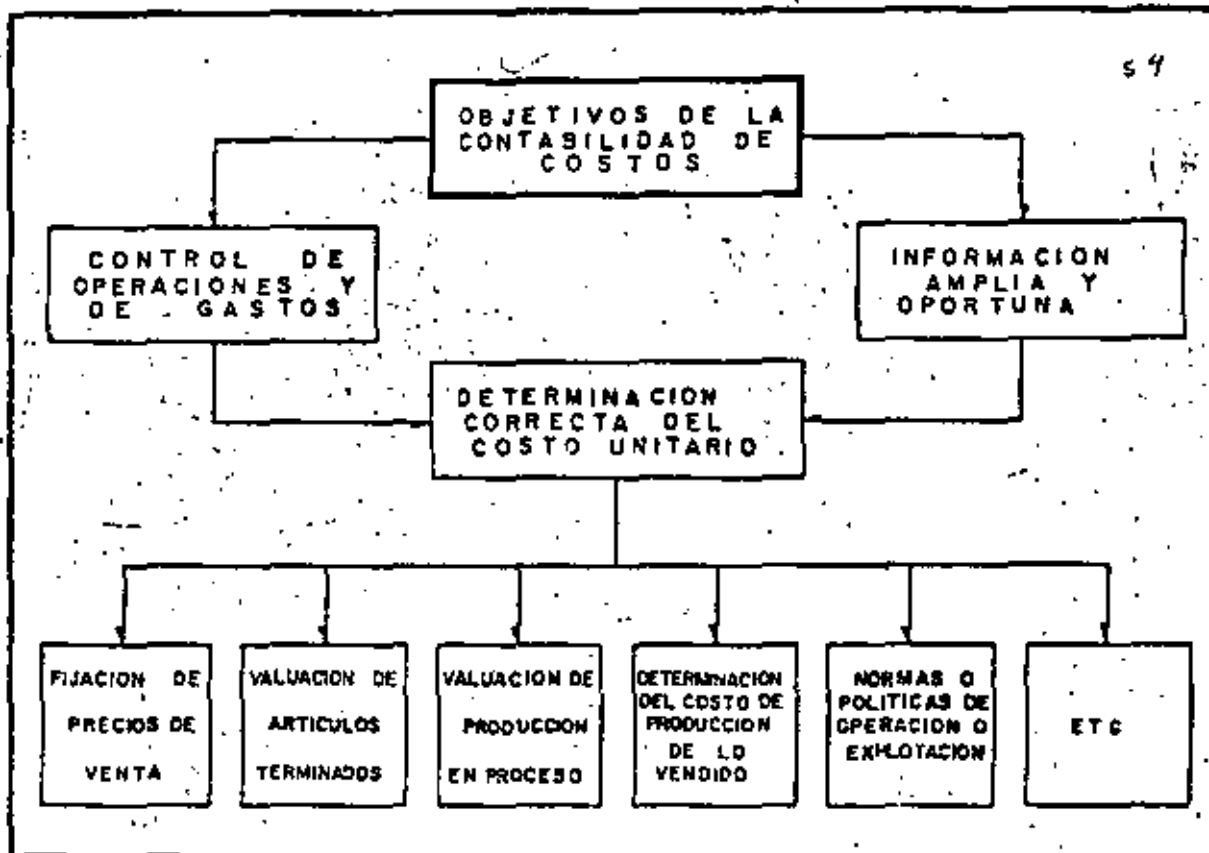 54
OBJETIVOS DE LA
CONTABILIDAD DE
COSTOS
CONTROL DE
OPERACIONES Y
DE GASTOS
INFORMACION
AMPLIA Y
OPORTUNA
DETERMINACION
CORRECTA DEL
COSTO UNITARIO
FIJACION DE
PRECIOS DE
VENTA
VALUACION DE
ARTICULOS
TERMINADOS
VALUACION DE
PRODUCCION
EN PROCESO
DETERMINACION
DEL COSTO DE
PRODUCCION
DE LO
VENDIDO
NORMAS O
POLITICAS DE
OPERACION O
EXPLOTACION
ETC